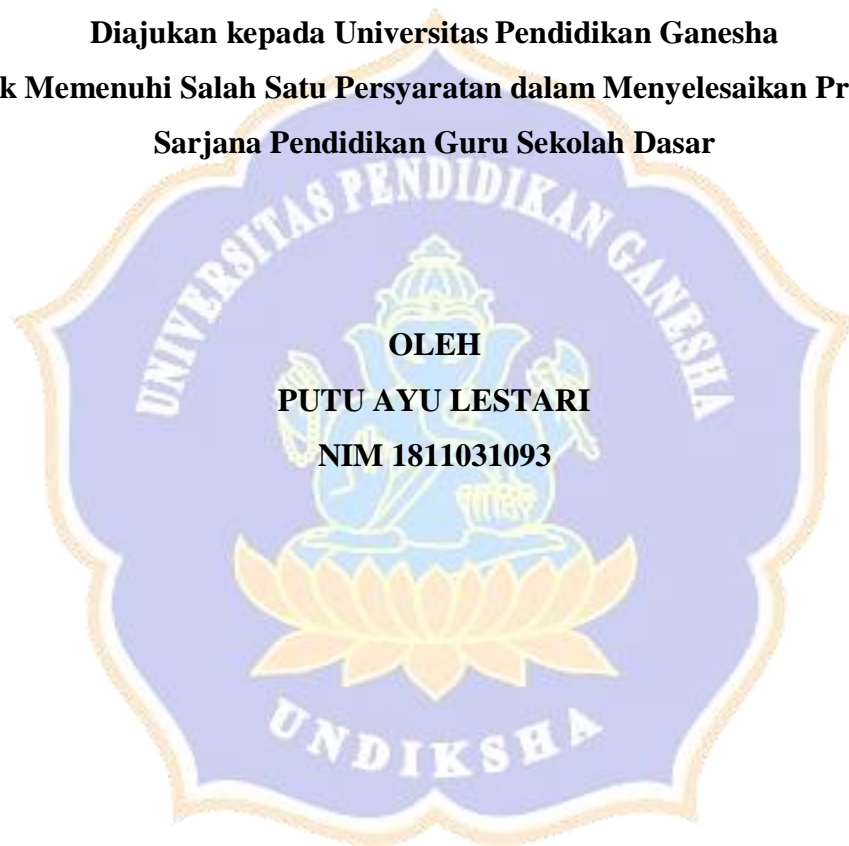 Diajukan kepada Universitas Pendidikan Ganesha
k Memenuhi Salah Satu Persyaratan dalam Menyelesaikan Pr
Sarjana Pendidikan Guru Sekolah Dasar
UNIVERSITAS PENDIDIKAN GANESHA
OLEH
PUTU AYU LESTARI
NIM 1811031093
UNDIKSHA